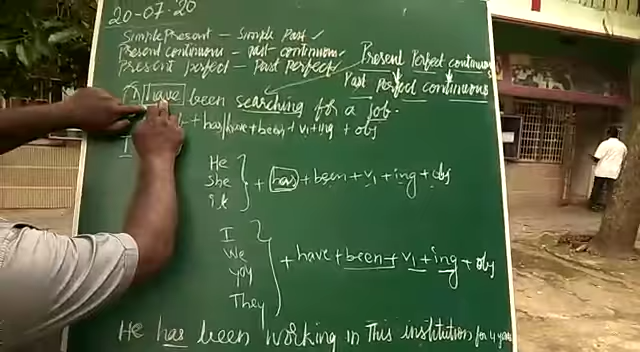 20-07-20
Simple Present – Simple Past ✓
Present continuous – Past continuous
Present perfect – Past Perfect
Present Perfect continuous
Past perfect continuous
I have been searching for a job.
+ has/have + been + v1 + ing + obj
I
He
She
it
+ has + been + v1 + ing + obj
I
We
you
They
+ have + been + v1 + ing + obj
He has been working in This institution for 4 years